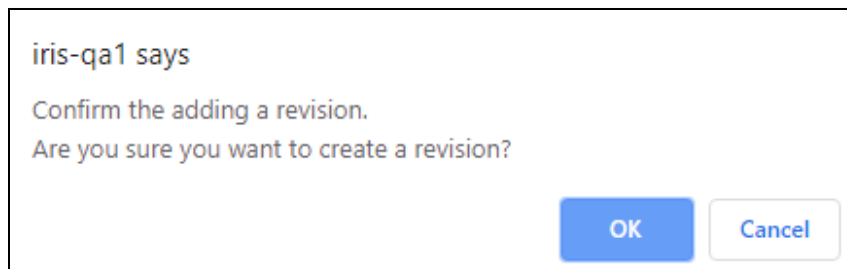 iris-qa1 says
Confirm the adding a revision.
Are you sure you want to create a revision?
OK
Cancel